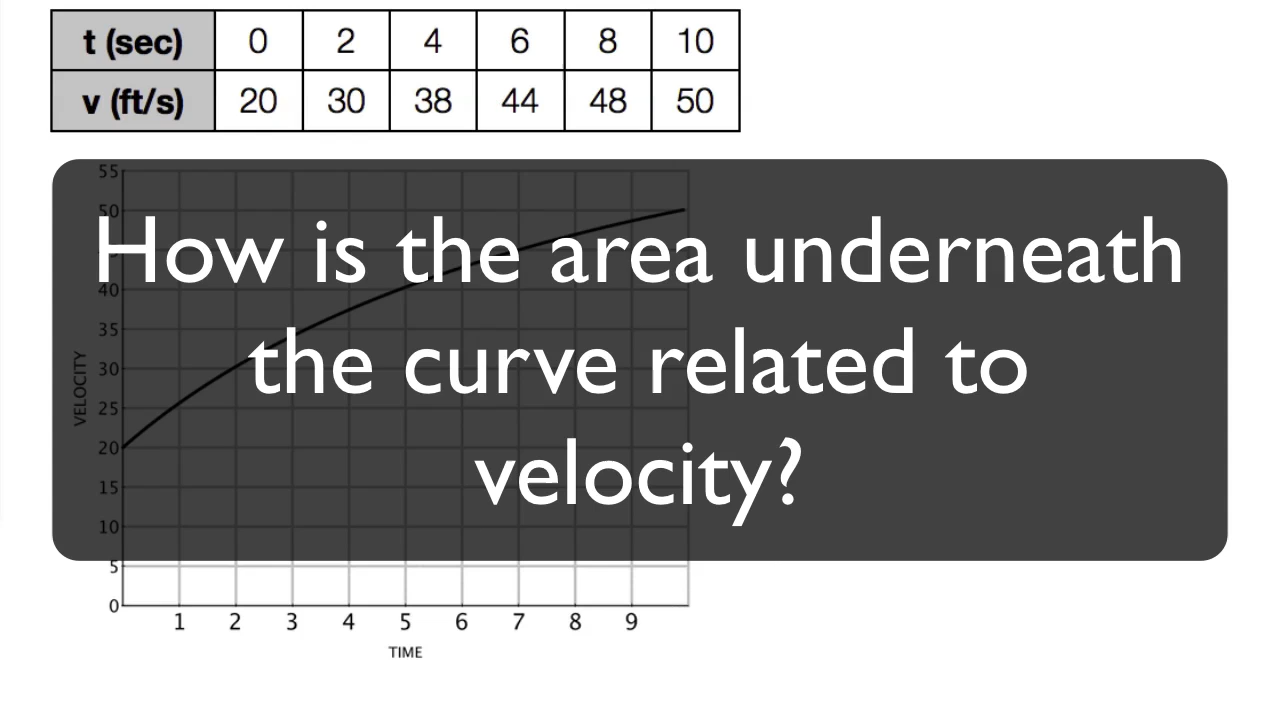 t (sec) 0 2 4 6 8 10
v (ft/s) 20 30 38 44 48 50
How is the area underneath
the curve related to
velocity?
55
50
40
35
30
25
20
15
10
5
0
VELOCITY
1 2 3 4 5 6 7 8 9
TIME